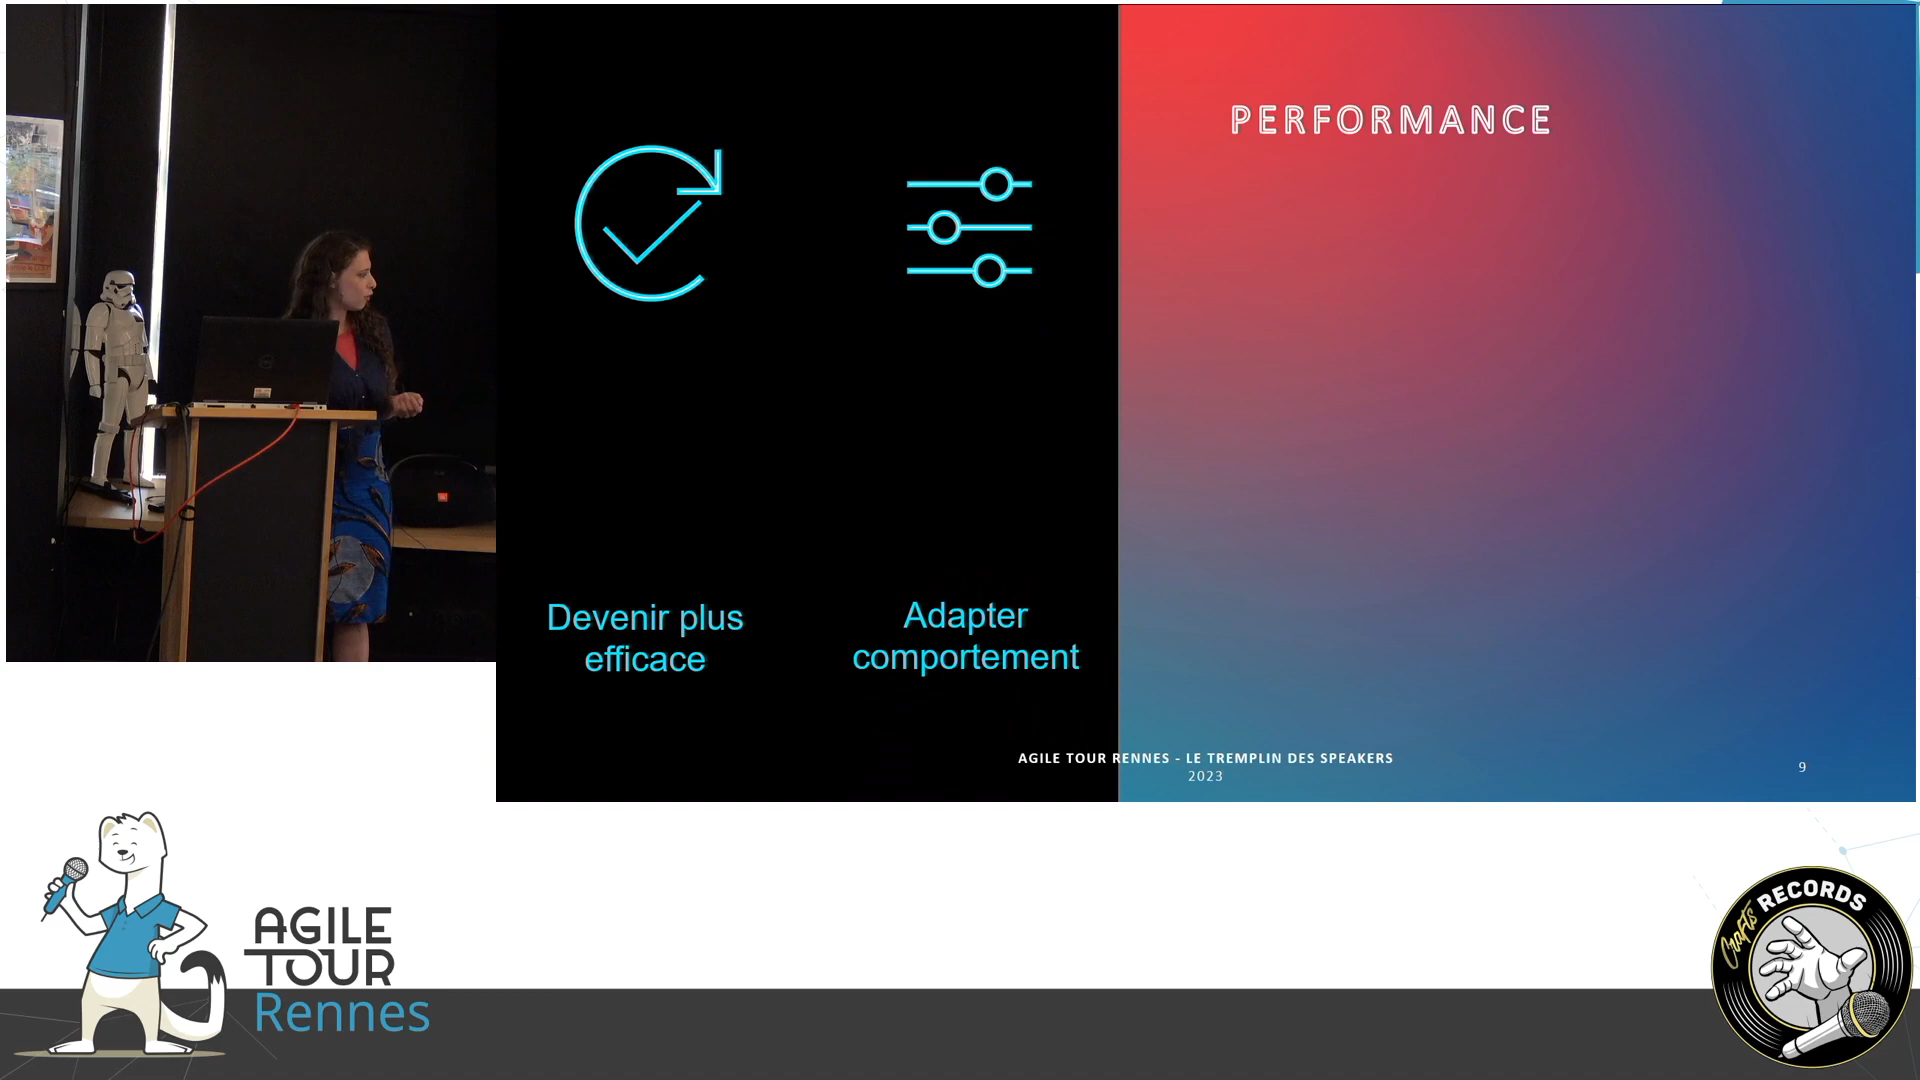 PERFORMANCE
Devenir plus
efficace
Adapter
comportement
AGILE TOUR RENNES - LE TREMPLIN DES SPEAKERS
2023
9
AGILE
TOUR
Rennes
Crafts
RECORDS